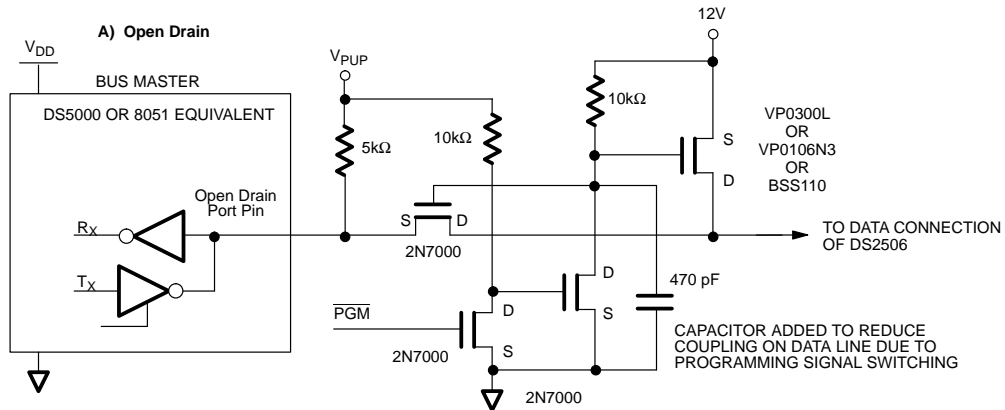 A) Open Drain
VDD
BUS MASTER
DS5000 OR 8051 EQUIVALENT
Open Drain
Port Pin
RX
TX
VPUP
5kΩ
10kΩ
12V
10kΩ
VP0300L
OR
VP0106N3
OR
BSS110
S
D
S
D
2N7000
TO DATA CONNECTION
OF DS2506
PGM
D
S
2N7000
D
S
2N7000
470 pF
CAPACITOR ADDED TO REDUCE
COUPLING ON DATA LINE DUE TO
PROGRAMMING SIGNAL SWITCHING